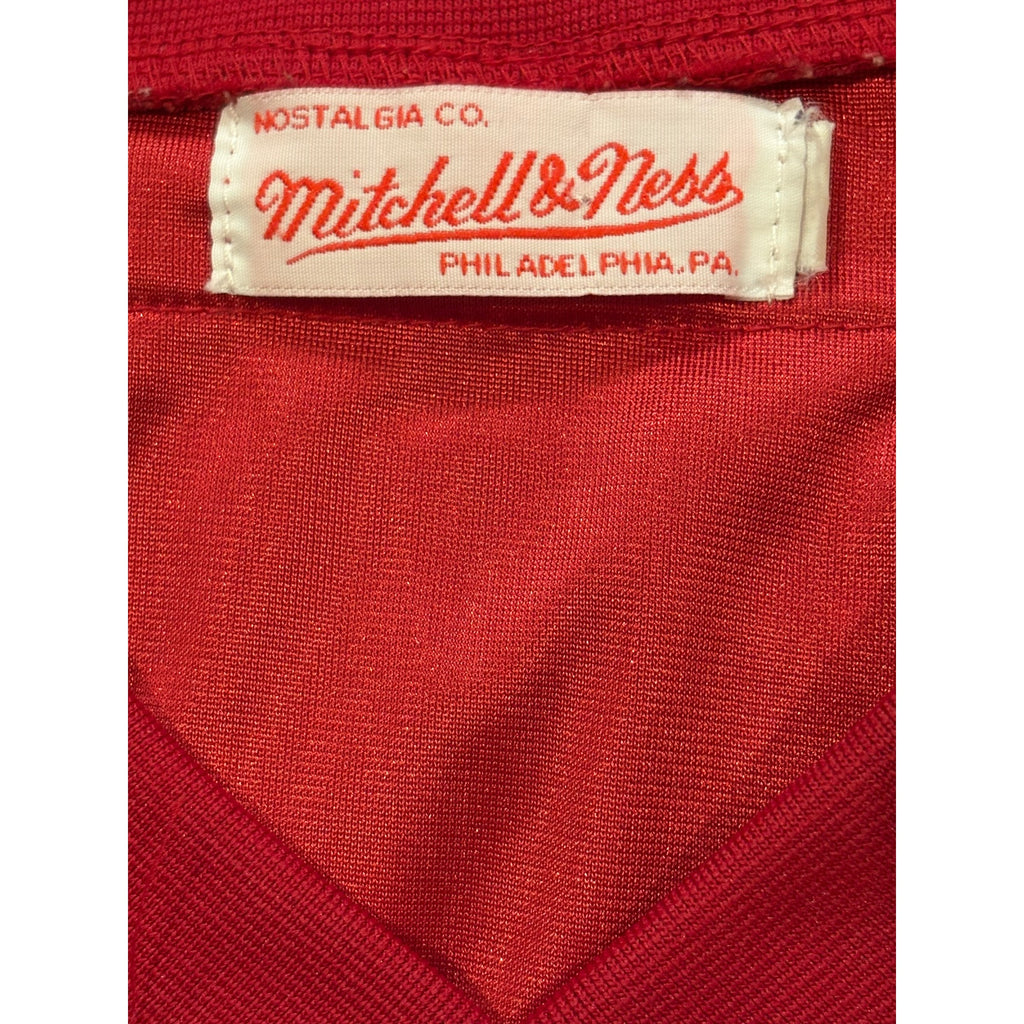 NOSTALGIA CO.
Mitchell & Ness
PHILADELPHIA, PA.